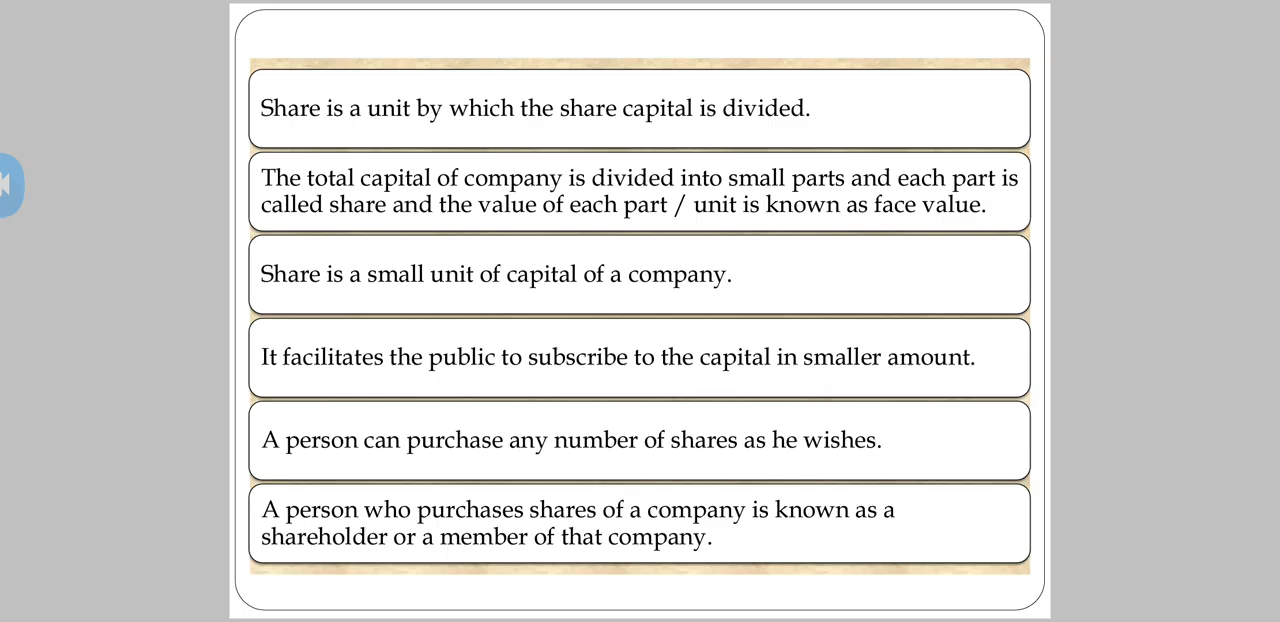 Share is a unit by which the share capital is divided.
The total capital of company is divided into small parts and each part is
called share and the value of each part / unit is known as face value.
Share is a small unit of capital of a company.
It facilitates the public to subscribe to the capital in smaller amount.
A person can purchase any number of shares as he wishes.
A person who purchases shares of a company is known as a
shareholder or a member of that company.